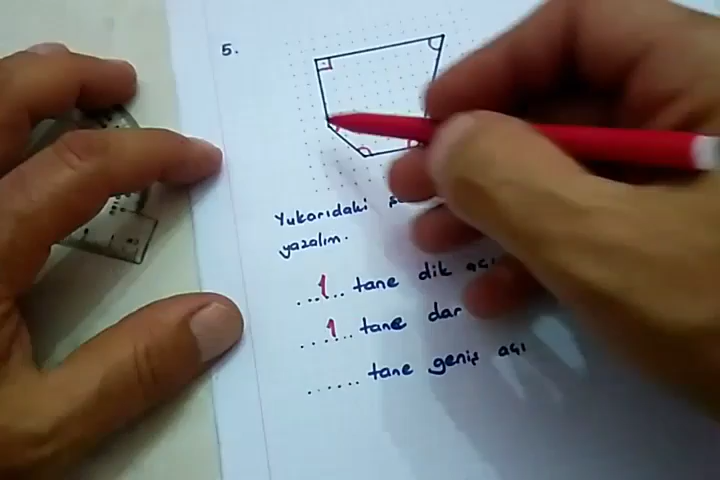 5.
Yukarıdaki
yazalım.
...1... tane dik açı
...1... tane dar
...... tane geniş açı